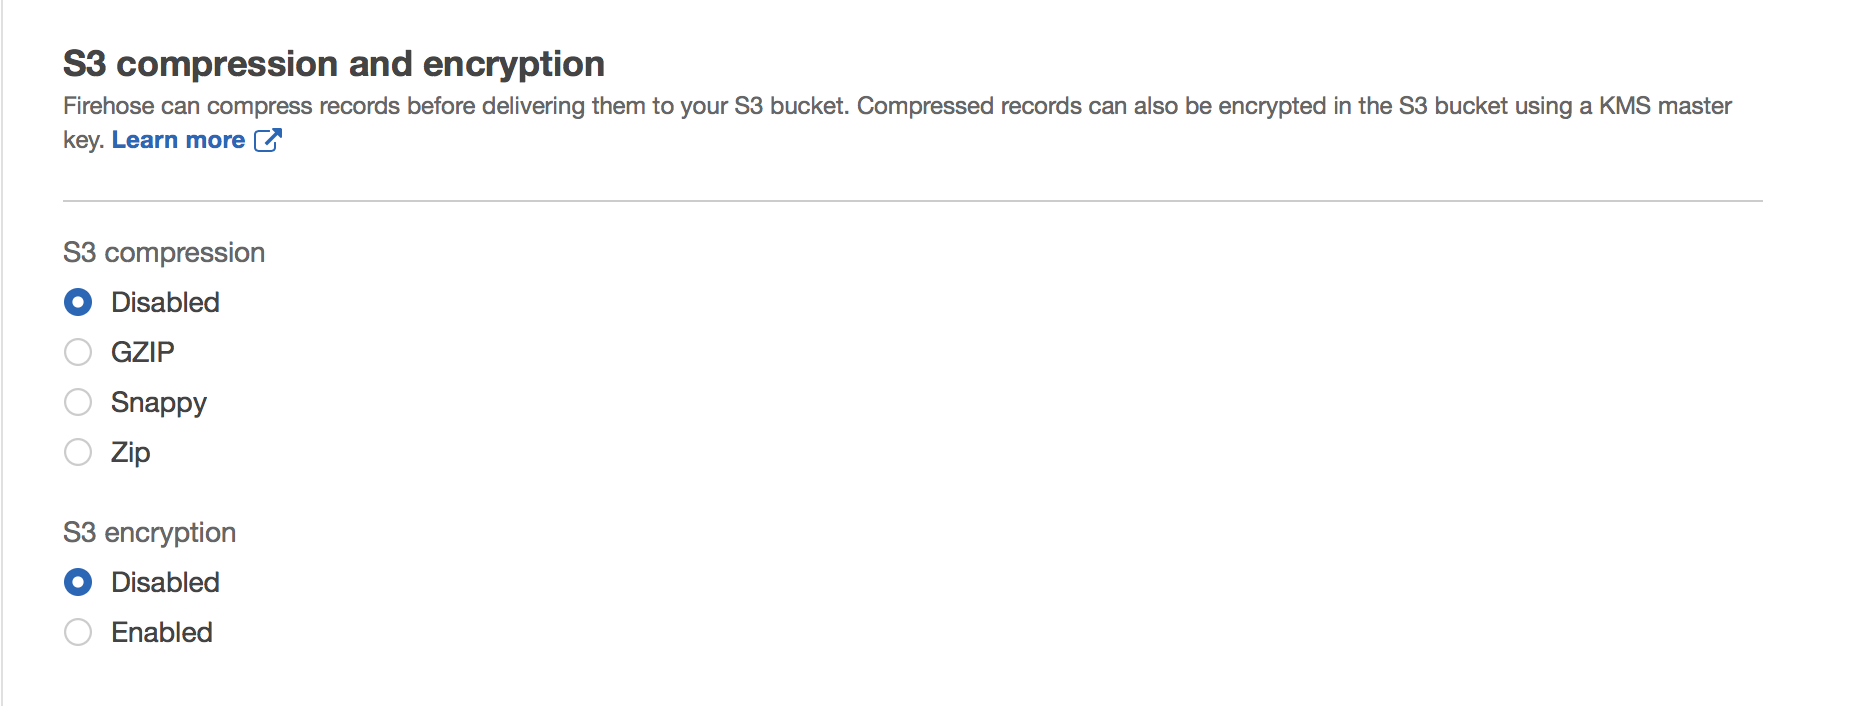 S3 compression and encryption
Firehose can compress records before delivering them to your S3 bucket. Compressed records can also be encrypted in the S3 bucket using a KMS master
key. Learn more
S3 compression
Disabled
GZIP
Snappy
Zip
S3 encryption
Disabled
Enabled